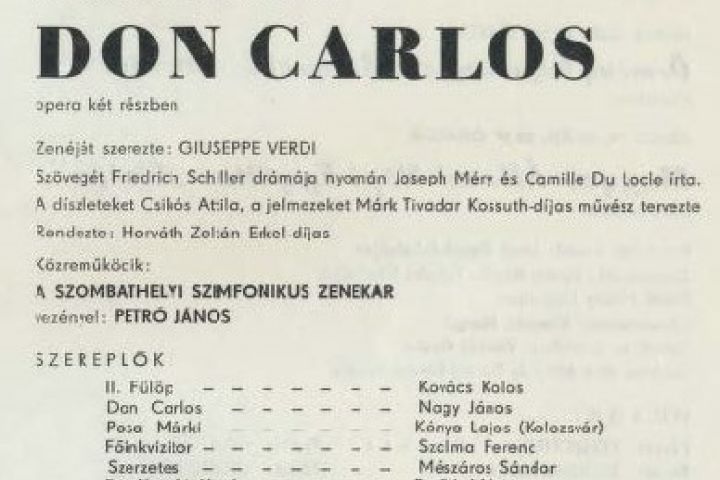 DON CARLOS
opera két részben
Zenéjét szerezte: GIUSEPPE VERDI
Szövegét Friedrich Schiller drámája nyomán Joseph Méry és Camille Du Locle írta.
A díszleteket Csikós Attila, a jelmezeket Márk Tivadar Kossuth-díjas művész tervezte
Rendezte: Horváth Zoltán Erkel díjas
Közreműködik:
A SZOMBATHELYI SZIMFONIKUS ZENEKAR
vezényel: PETRÓ JÁNOS
SZEREPLŐK
II. Fülöp – – – – – – – Kovács Kolos
Don Carlos – – – – – – Nagy János
Posa Márki – – – – – – Kónya Lajos (Kolozsvár)
Főinkvizitor – – – – – – Szalma Ferenc
Szerzetes – – – – – – – Mészáros Sándor